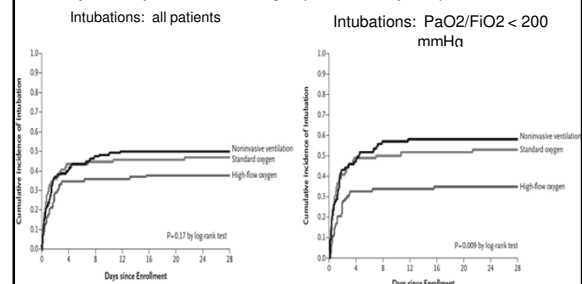 Intubations: all patients
Cumulative Incidence of Intubation
1.0
0.9
0.8
0.7
0.6
0.5
0.4
0.3
0.2
0.1
0.0
Noninvasive ventilation
Standard oxygen
High-flow oxygen
P=0.17 by log-rank test
0 4 8 12 16 20 24 28
Days since Enrollment
Intubations: PaO2/FiO2 < 200
mmHg
Cumulative Incidence of Intubation
1.0
0.9
0.8
0.7
0.6
0.5
0.4
0.3
0.2
0.1
0.0
Noninvasive ventilation
Standard oxygen
High-flow oxygen
P=0.009 by log-rank test
0 4 8 12 16 20 24 28
Days since Enrollment